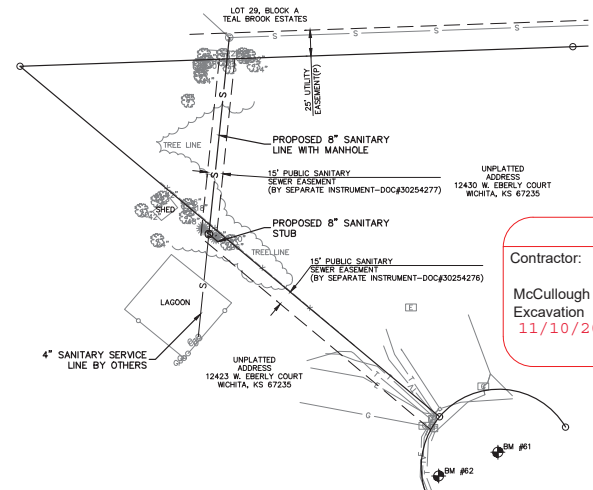 LOT 29, BLOCK A
TEAL BROOK ESTATES
S S S S
25' UTILITY
EASEMENT(P)
S
TREE LINE
PROPOSED 8" SANITARY
LINE WITH MANHOLE
S
15' PUBLIC SANITARY
SEWER EASEMENT
(BY SEPARATE INSTRUMENT-DOC#30254277)
UNPLATTED
ADDRESS
12430 W. EBERLY COURT
WICHITA, KS 67235
SHED
PROPOSED 8" SANITARY
STUB
TREE LINE
15' PUBLIC SANITARY
SEWER EASEMENT
(BY SEPARATE INSTRUMENT-DOC#30254276)
Contractor:
McCullough
Excavation
S
LAGOON
E
4" SANITARY SERVICE
LINE BY OTHERS
UNPLATTED
ADDRESS
12423 W. EBERLY COURT
WICHITA, KS 67235
G
BM #61
BM #62